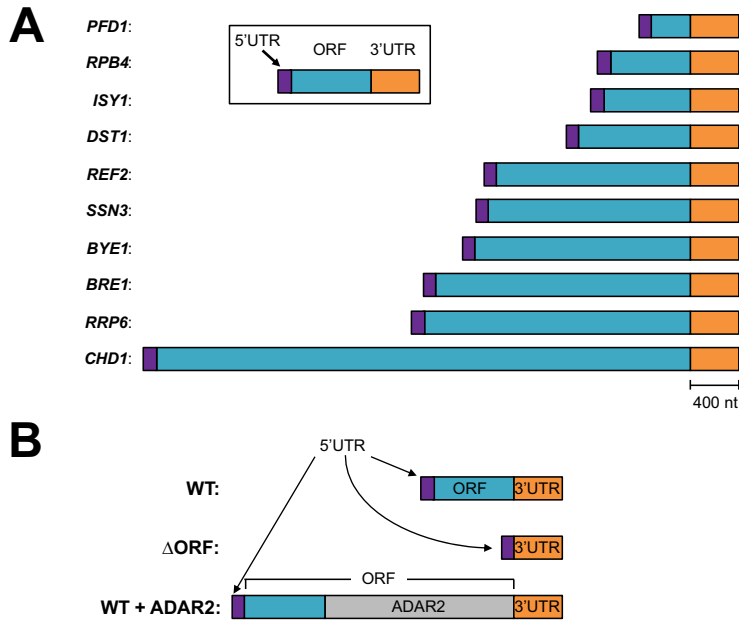 A
5'UTR
ORF
3'UTR
PFD1:
RPB4:
ISY1:
DST1:
REF2:
SSN3:
BYE1:
BRE1:
RRP6:
CHD1:
400 nt
B
5'UTR
WT:
ORF
3'UTR
ΔORF:
3'UTR
ORF
WT + ADAR2:
ADAR2
3'UTR